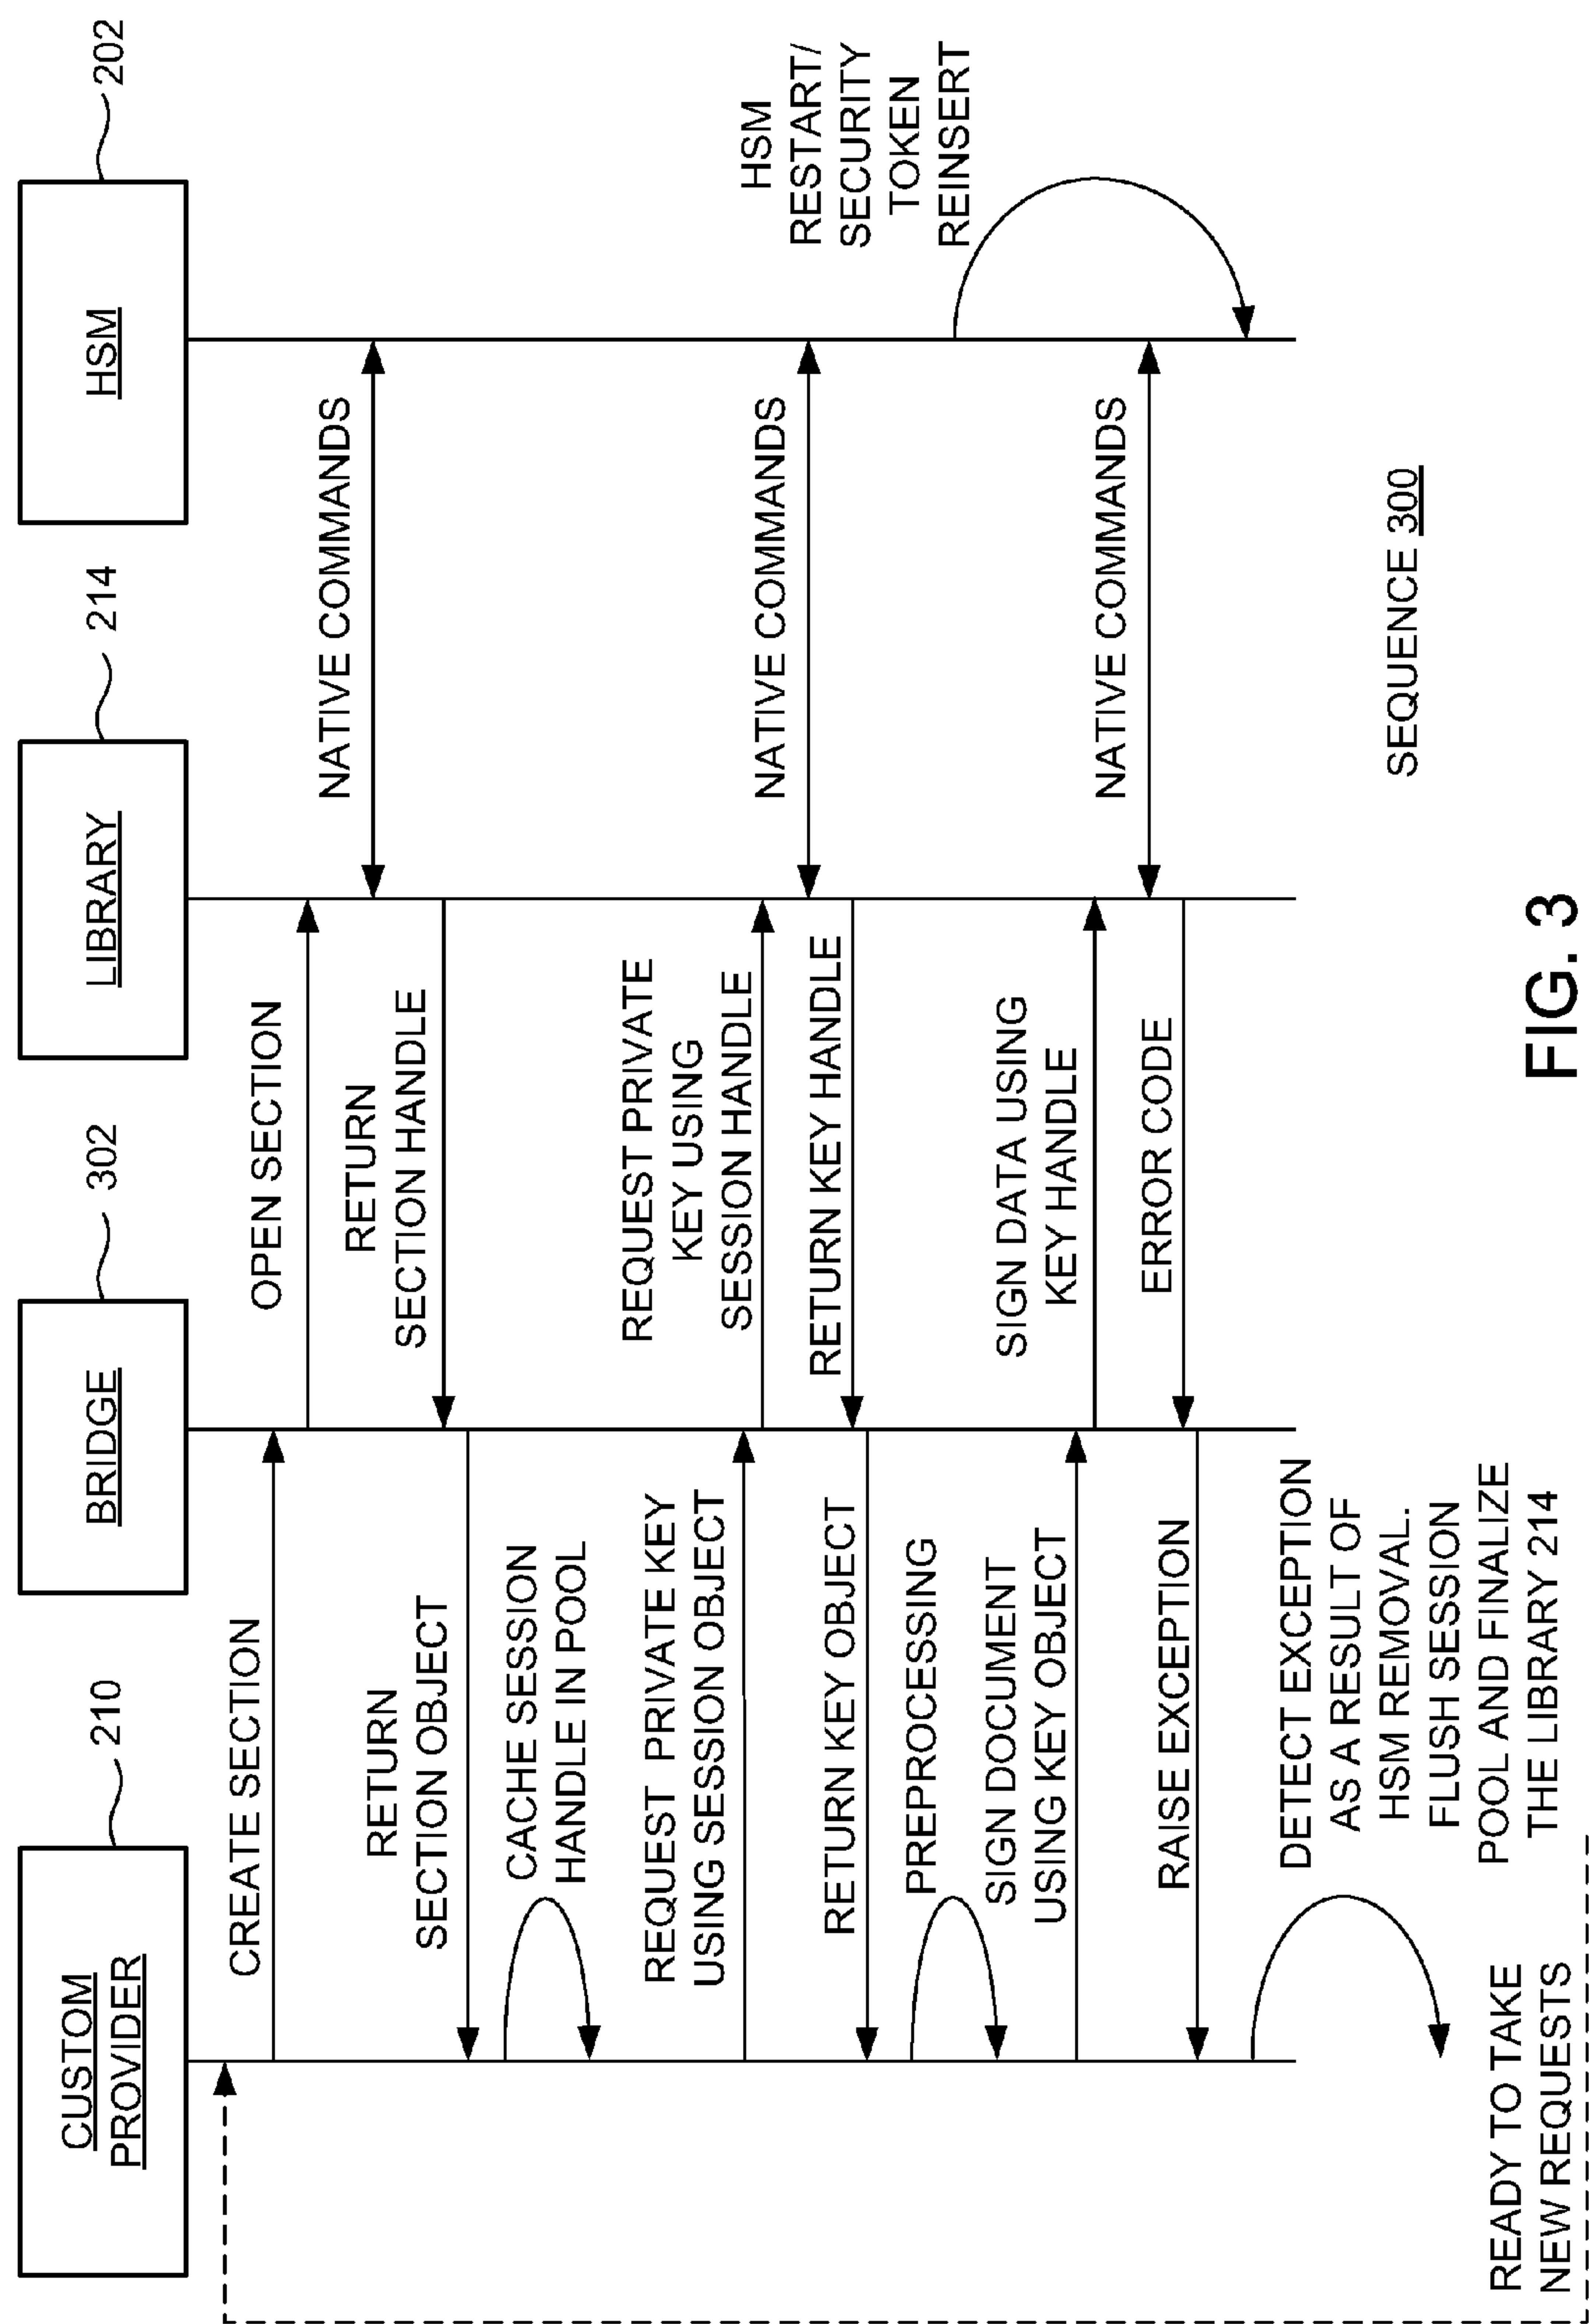 CUSTOM
PROVIDER
210
BRIDGE
302
LIBRARY
214
HSM
202
CREATE SECTION
OPEN SECTION
NATIVE COMMANDS
RETURN
SECTION HANDLE
RETURN
SECTION OBJECT
CACHE SESSION
HANDLE IN POOL
REQUEST PRIVATE KEY
USING SESSION OBJECT
REQUEST PRIVATE
KEY USING
SESSION HANDLE
NATIVE COMMANDS
RETURN KEY HANDLE
RETURN KEY OBJECT
PREPROCESSING
HSM
RESTART/
SECURITY
TOKEN
REINSERT
SIGN DOCUMENT
USING KEY OBJECT
SIGN DATA USING
KEY HANDLE
NATIVE COMMANDS
ERROR CODE
RAISE EXCEPTION
DETECT EXCEPTION
AS A RESULT OF
HSM REMOVAL.
FLUSH SESSION
POOL AND FINALIZE
THE LIBRARY 214
READY TO TAKE
NEW REQUESTS
SEQUENCE 300
FIG. 3